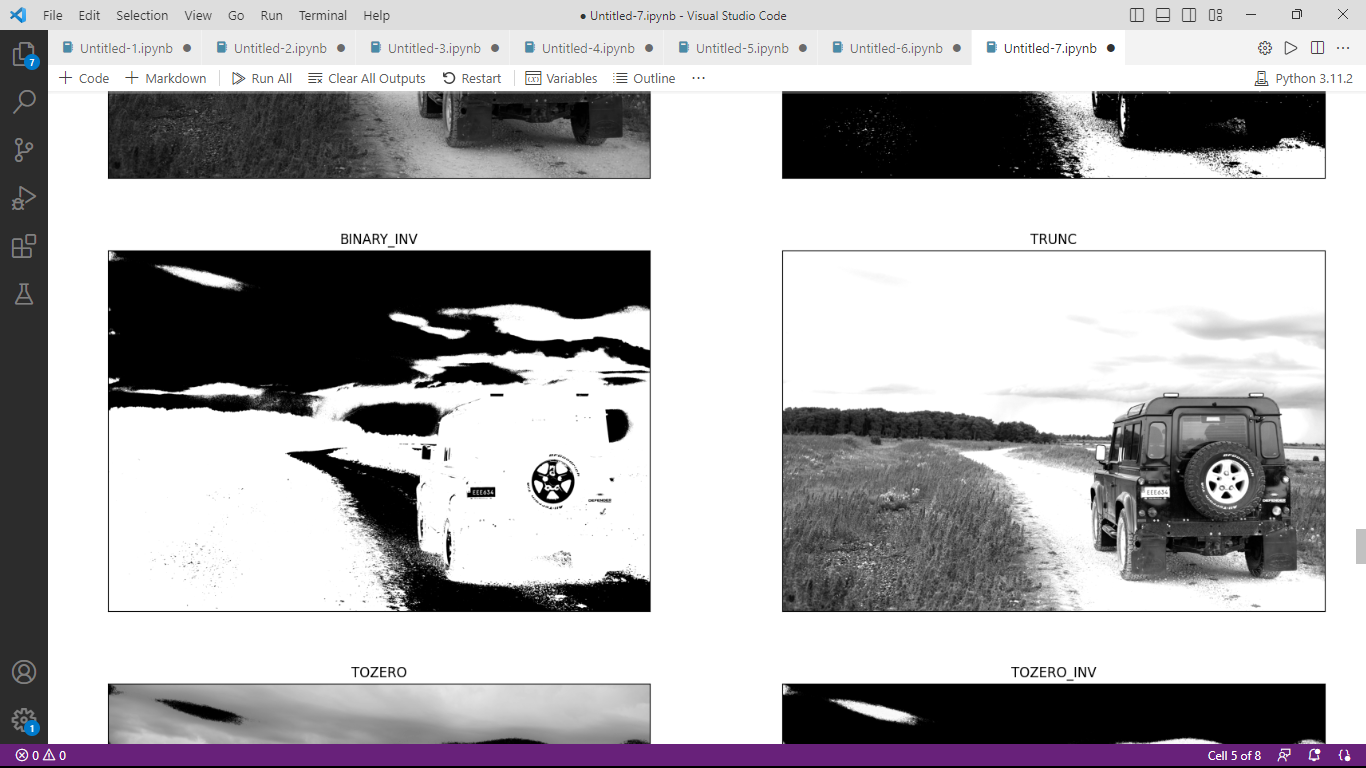 File Edit Selection View Go Run Terminal Help
● Untitled-7.ipynb - Visual Studio Code
Untitled-1.ipynb ● Untitled-2.ipynb ● Untitled-3.ipynb ● Untitled-4.ipynb ● Untitled-5.ipynb ● Untitled-6.ipynb ● Untitled-7.ipynb ●
7
+ Code + Markdown Run All Clear All Outputs Restart Variables Outline ... Python 3.11.2
BINARY_INV
TRUNC
EEE634
DEFENDER
EEE634
DEFENDER
TOZERO
TOZERO_INV
1
0 0
Cell 5 of 8